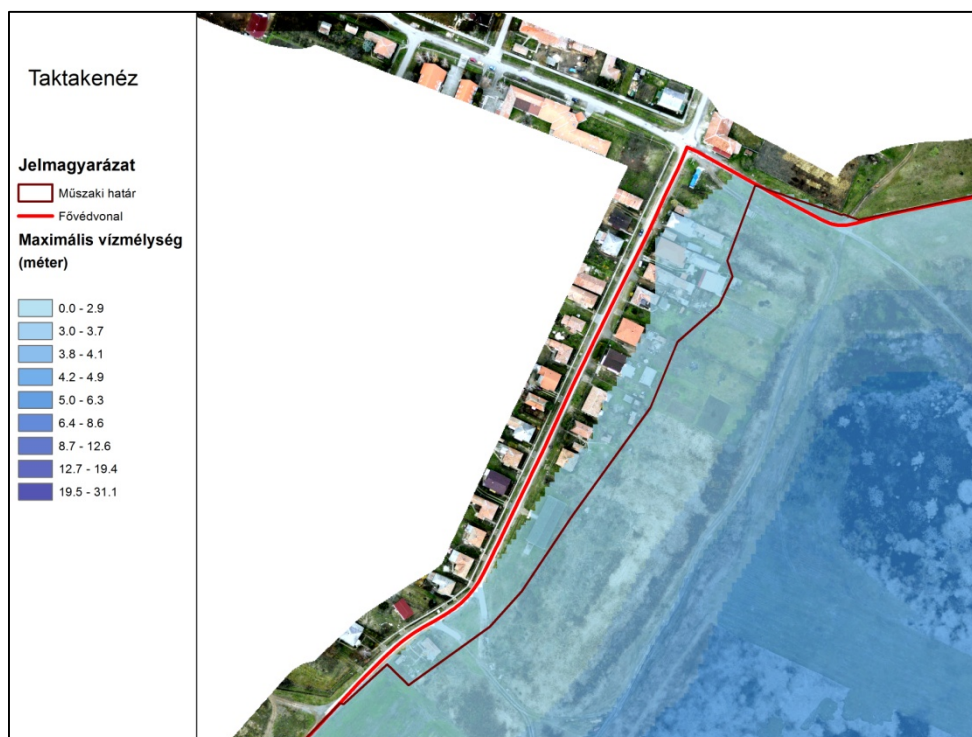 Taktakenéz
Jelmagyarázat
Műszaki határ
Fővédvonal
Maximális vízmélység
(méter)
0.0 - 2.9
3.0 - 3.7
3.8 - 4.1
4.2 - 4.9
5.0 - 6.3
6.4 - 8.6
8.7 - 12.6
12.7 - 19.4
19.5 - 31.1